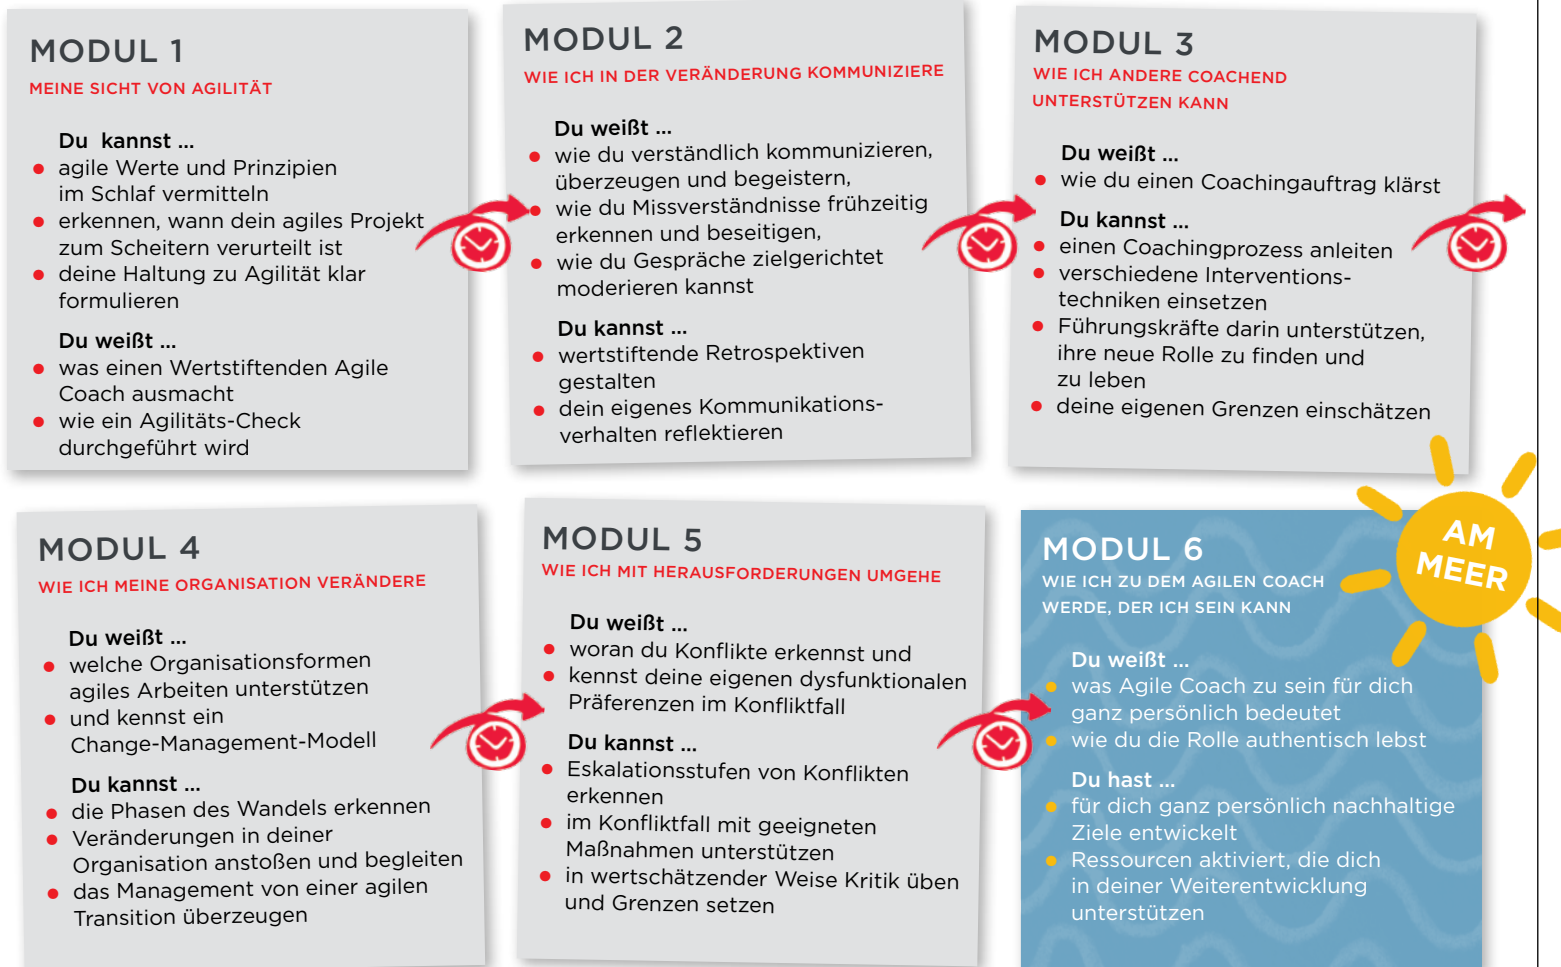 MODUL 1
MEINE SICHT VON AGILITÄT
Du kannst ...
agile Werte und Prinzipien
im Schlaf vermitteln
erkennen, wann dein agiles Projekt
zum Scheitern verurteilt ist
deine Haltung zu Agilität klar
formulieren
Du weißt ...
was einen Wertstiftenden Agile
Coach ausmacht
wie ein Agilitäts-Check
durchgeführt wird
MODUL 2
WIE ICH IN DER VERÄNDERUNG KOMMUNIZIERE
Du weißt ...
wie du verständlich kommunizieren,
überzeugen und begeistern,
wie du Missverständnisse frühzeitig
erkennen und beseitigen,
wie du Gespräche zielgerichtet
moderieren kannst
Du kannst ...
wertstiftende Retrospektiven
gestalten
dein eigenes Kommunikations-
verhalten reflektieren
MODUL 3
WIE ICH ANDERE COACHEND
UNTERSTÜTZEN KANN
Du weißt ...
wie du einen Coachingauftrag klärst
Du kannst ...
einen Coachingprozess anleiten
verschiedene Interventions-
techniken einsetzen
Führungskräfte darin unterstützen,
ihre neue Rolle zu finden und
zu leben
deine eigenen Grenzen einschätzen
MODUL 4
WIE ICH MEINE ORGANISATION VERÄNDERE
Du weißt ...
welche Organisationsformen
agiles Arbeiten unterstützen
und kennst ein
Change-Management-Modell
Du kannst ...
die Phasen des Wandels erkennen
Veränderungen in deiner
Organisation anstoßen und begleiten
das Management von einer agilen
Transition überzeugen
MODUL 5
WIE ICH MIT HERAUSFORDERUNGEN UMGEHE
Du weißt ...
woran du Konflikte erkennst und
kennst deine eigenen dysfunktionalen
Präferenzen im Konfliktfall
Du kannst ...
Eskalationsstufen von Konflikten
erkennen
im Konfliktfall mit geeigneten
Maßnahmen unterstützen
in wertschätzender Weise Kritik üben
und Grenzen setzen
MODUL 6
WIE ICH ZU DEM AGILEN COACH
WERDE, DER ICH SEIN KANN
Du weißt ...
was Agile Coach zu sein für dich
ganz persönlich bedeutet
wie du die Rolle authentisch lebst
Du hast ...
für dich ganz persönlich nachhaltige
Ziele entwickelt
Ressourcen aktiviert, die dich
in deiner Weiterentwicklung
unterstützen
AM
MEER